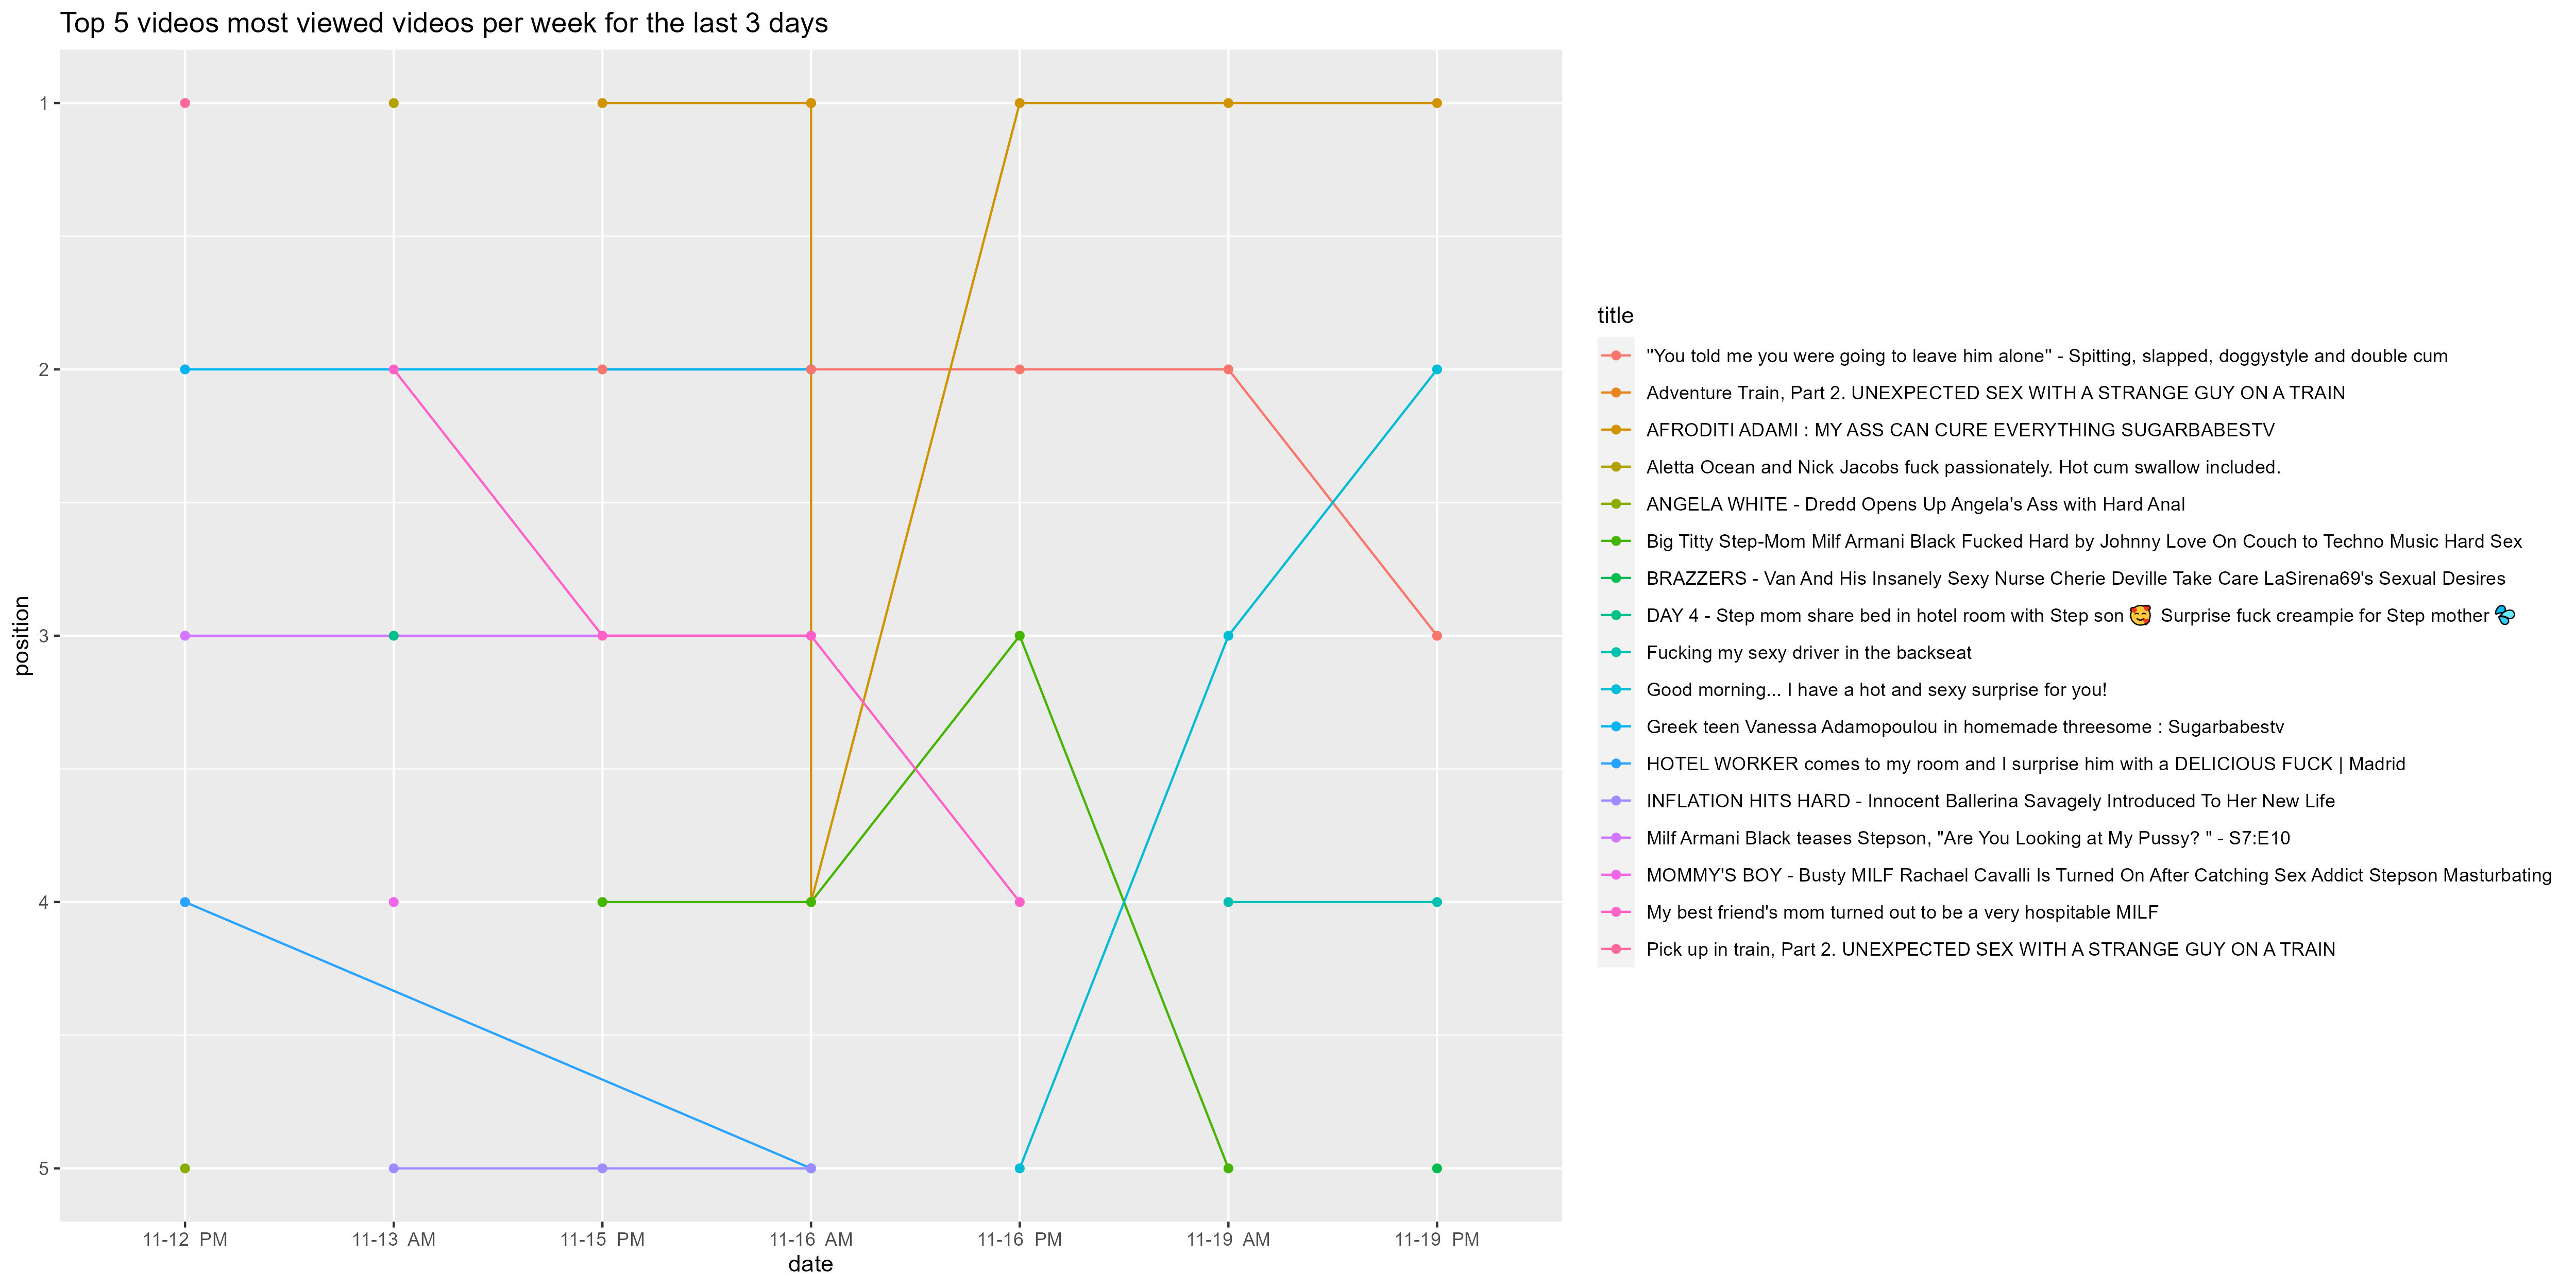 Top 5 videos most viewed videos per week for the last 3 days
1
2
3
4
5
position
11-12 PM
11-13 AM
11-15 PM
11-16 AM
11-16 PM
11-19 AM
11-19 PM
date
title
"You told me you were going to leave him alone" - Spitting, slapped, doggystyle and double cum
Adventure Train, Part 2. UNEXPECTED SEX WITH A STRANGE GUY ON A TRAIN
AFRODITI ADAMI : MY ASS CAN CURE EVERYTHING SUGARBABESTV
Aletta Ocean and Nick Jacobs fuck passionately. Hot cum swallow included.
ANGELA WHITE - Dredd Opens Up Angela's Ass with Hard Anal
Big Titty Step-Mom Milf Armani Black Fucked Hard by Johnny Love On Couch to Techno Music Hard Sex
BRAZZERS - Van And His Insanely Sexy Nurse Cherie Deville Take Care LaSirena69's Sexual Desires
DAY 4 - Step mom share bed in hotel room with Step son 🥰 Surprise fuck creampie for Step mother 💦
Fucking my sexy driver in the backseat
Good morning... I have a hot and sexy surprise for you!
Greek teen Vanessa Adamopoulou in homemade threesome : Sugarbabestv
HOTEL WORKER comes to my room and I surprise him with a DELICIOUS FUCK | Madrid
INFLATION HITS HARD - Innocent Ballerina Savagely Introduced To Her New Life
Milf Armani Black teases Stepson, "Are You Looking at My Pussy? " - S7:E10
MOMMY'S BOY - Busty MILF Rachael Cavalli Is Turned On After Catching Sex Addict Stepson Masturbating
My best friend's mom turned out to be a very hospitable MILF
Pick up in train, Part 2. UNEXPECTED SEX WITH A STRANGE GUY ON A TRAIN